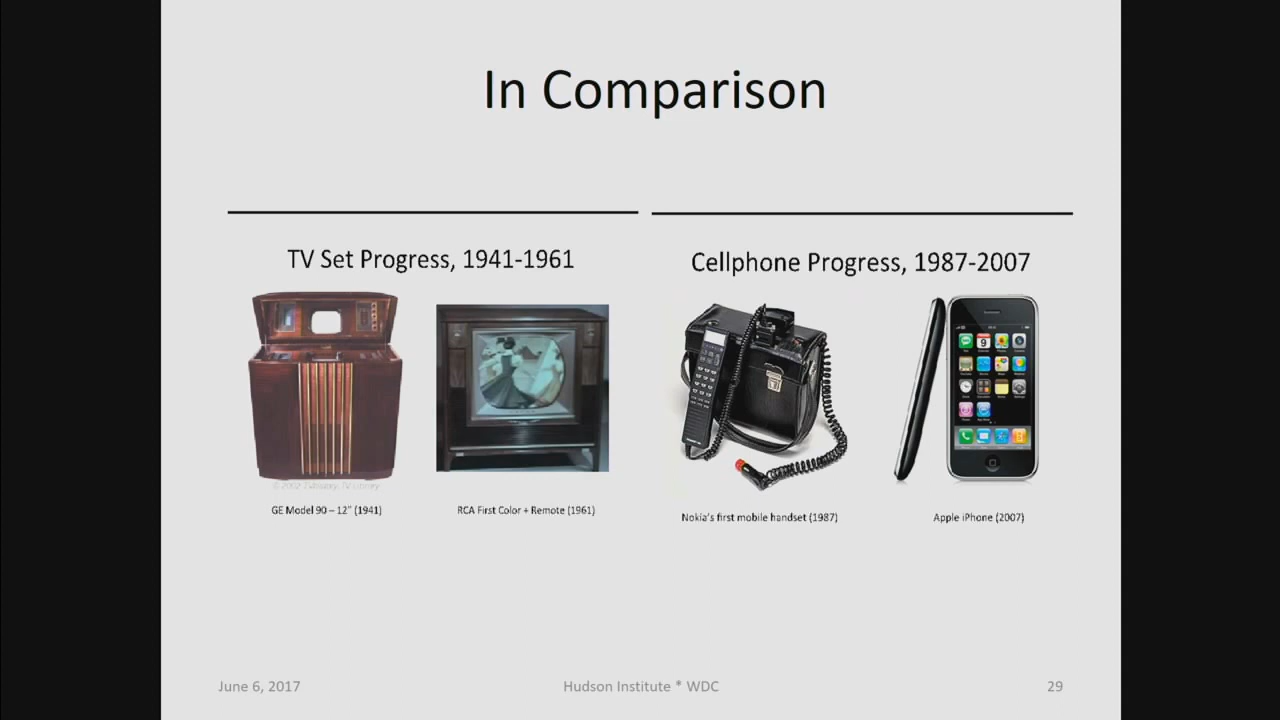 In Comparison
TV Set Progress, 1941-1961
Cellphone Progress, 1987-2007
GE Model 90 – 12" (1941)
RCA First Color + Remote (1961)
Nokia's first mobile handset (1987)
Apple iPhone (2007)
June 6, 2017
Hudson Institute * WDC
29